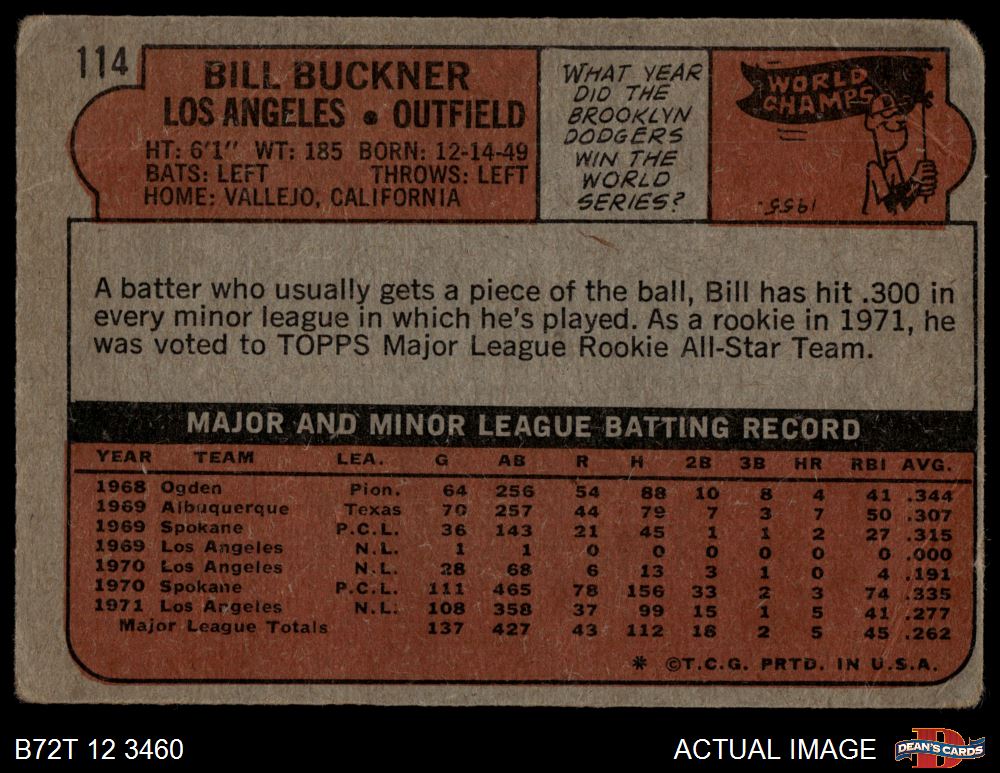 114
BILL BUCKNER
LOS ANGELES • OUTFIELD
HT: 6'1" WT: 185 BORN: 12-14-49
BATS: LEFT THROWS: LEFT
HOME: VALLEJO, CALIFORNIA
WHAT YEAR
DID THE
BROOKLYN
DODGERS
WIN THE
WORLD
SERIES?
WORLD
CHAMPS
1955.
A batter who usually gets a piece of the ball, Bill has hit .300 in
every minor league in which he's played. As a rookie in 1971, he
was voted to TOPPS Major League Rookie All-Star Team.
MAJOR AND MINOR LEAGUE BATTING RECORD
YEAR TEAM LEA. G AB R H 2B 3B HR RBI AVG.
1968 Ogden Pion. 64 256 54 88 10 8 4 41 .344
1969 Albuquerque Texas 70 257 44 79 7 3 7 50 .307
1969 Spokane P.C.L. 36 143 21 45 1 1 2 27 .315
1969 Los Angeles N.L. 1 1 0 0 0 0 0 0 .000
1970 Los Angeles N.L. 28 68 6 13 3 1 0 4 .191
1970 Spokane P.C.L. 111 465 78 156 33 2 3 74 .335
1971 Los Angeles N.L. 108 358 37 99 15 1 5 41 .277
Major League Totals 137 427 43 112 18 2 5 45 .262
* ©T.C.G. PRTD. IN U.S.A.
B72T 12 3460
ACTUAL IMAGE
D
DEAN'S CARDS